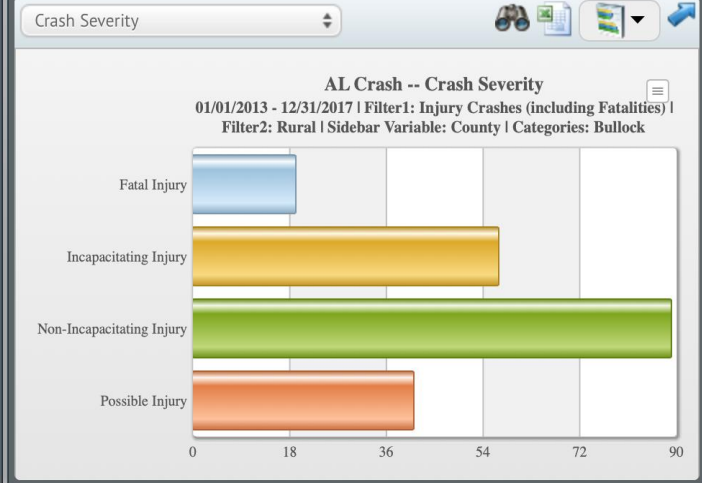 Crash Severity
AL Crash -- Crash Severity
01/01/2013 - 12/31/2017 | Filter1: Injury Crashes (including Fatalities) |
Filter2: Rural | Sidebar Variable: County | Categories: Bullock
Fatal Injury
Incapacitating Injury
Non-Incapacitating Injury
Possible Injury
0 18 36 54 72 90